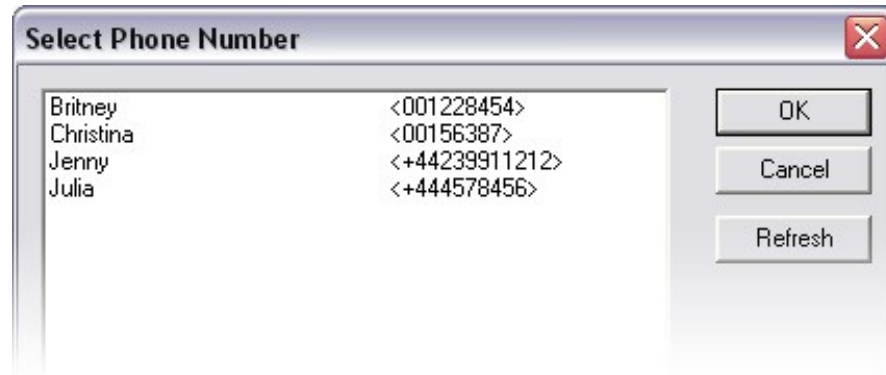 Select Phone Number
Britney <001228454>
Christina <00156387>
Jenny <+44239911212>
Julia <+444578456>
OK
Cancel
Refresh